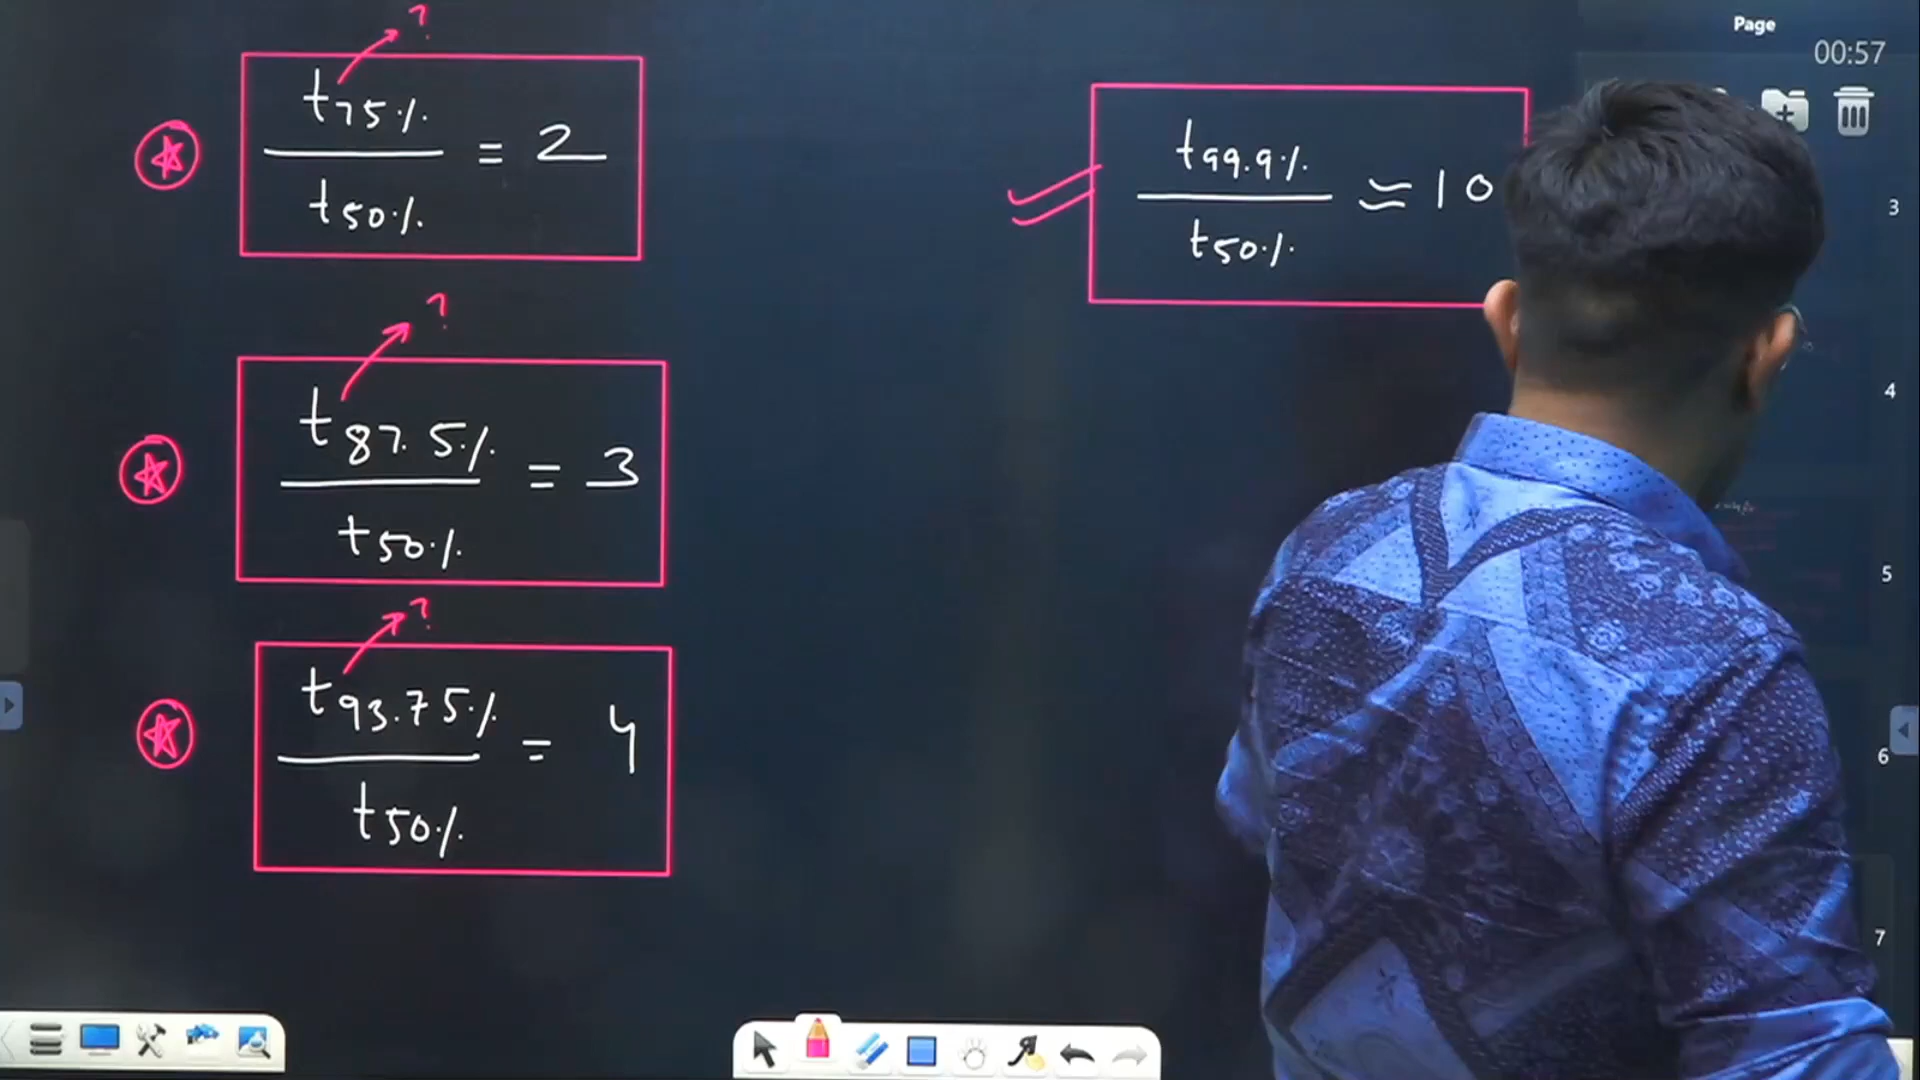 ?
t75% / t50% = 2
?
t87.5% / t50% = 3
?
t93.75% / t50% = 4
t99.9% / t50% ≈ 10
Page
00:57
3
4
5
6
7